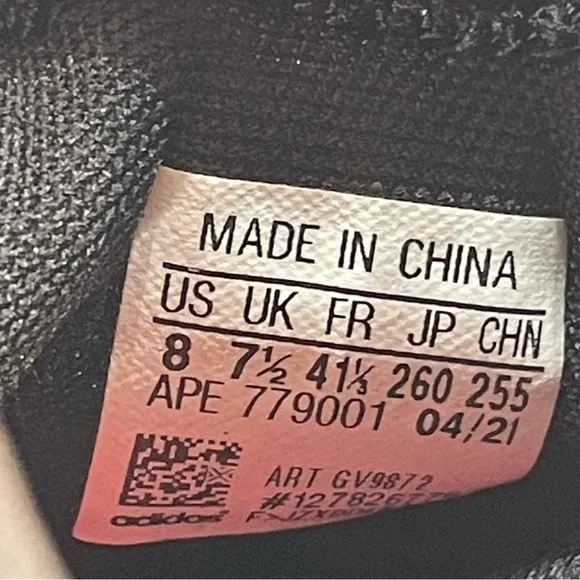 MADE IN CHINA
US UK FR JP CHN
8 7½ 41⅓ 260 255
APE 779001 04/21
ART GV9872
adidas